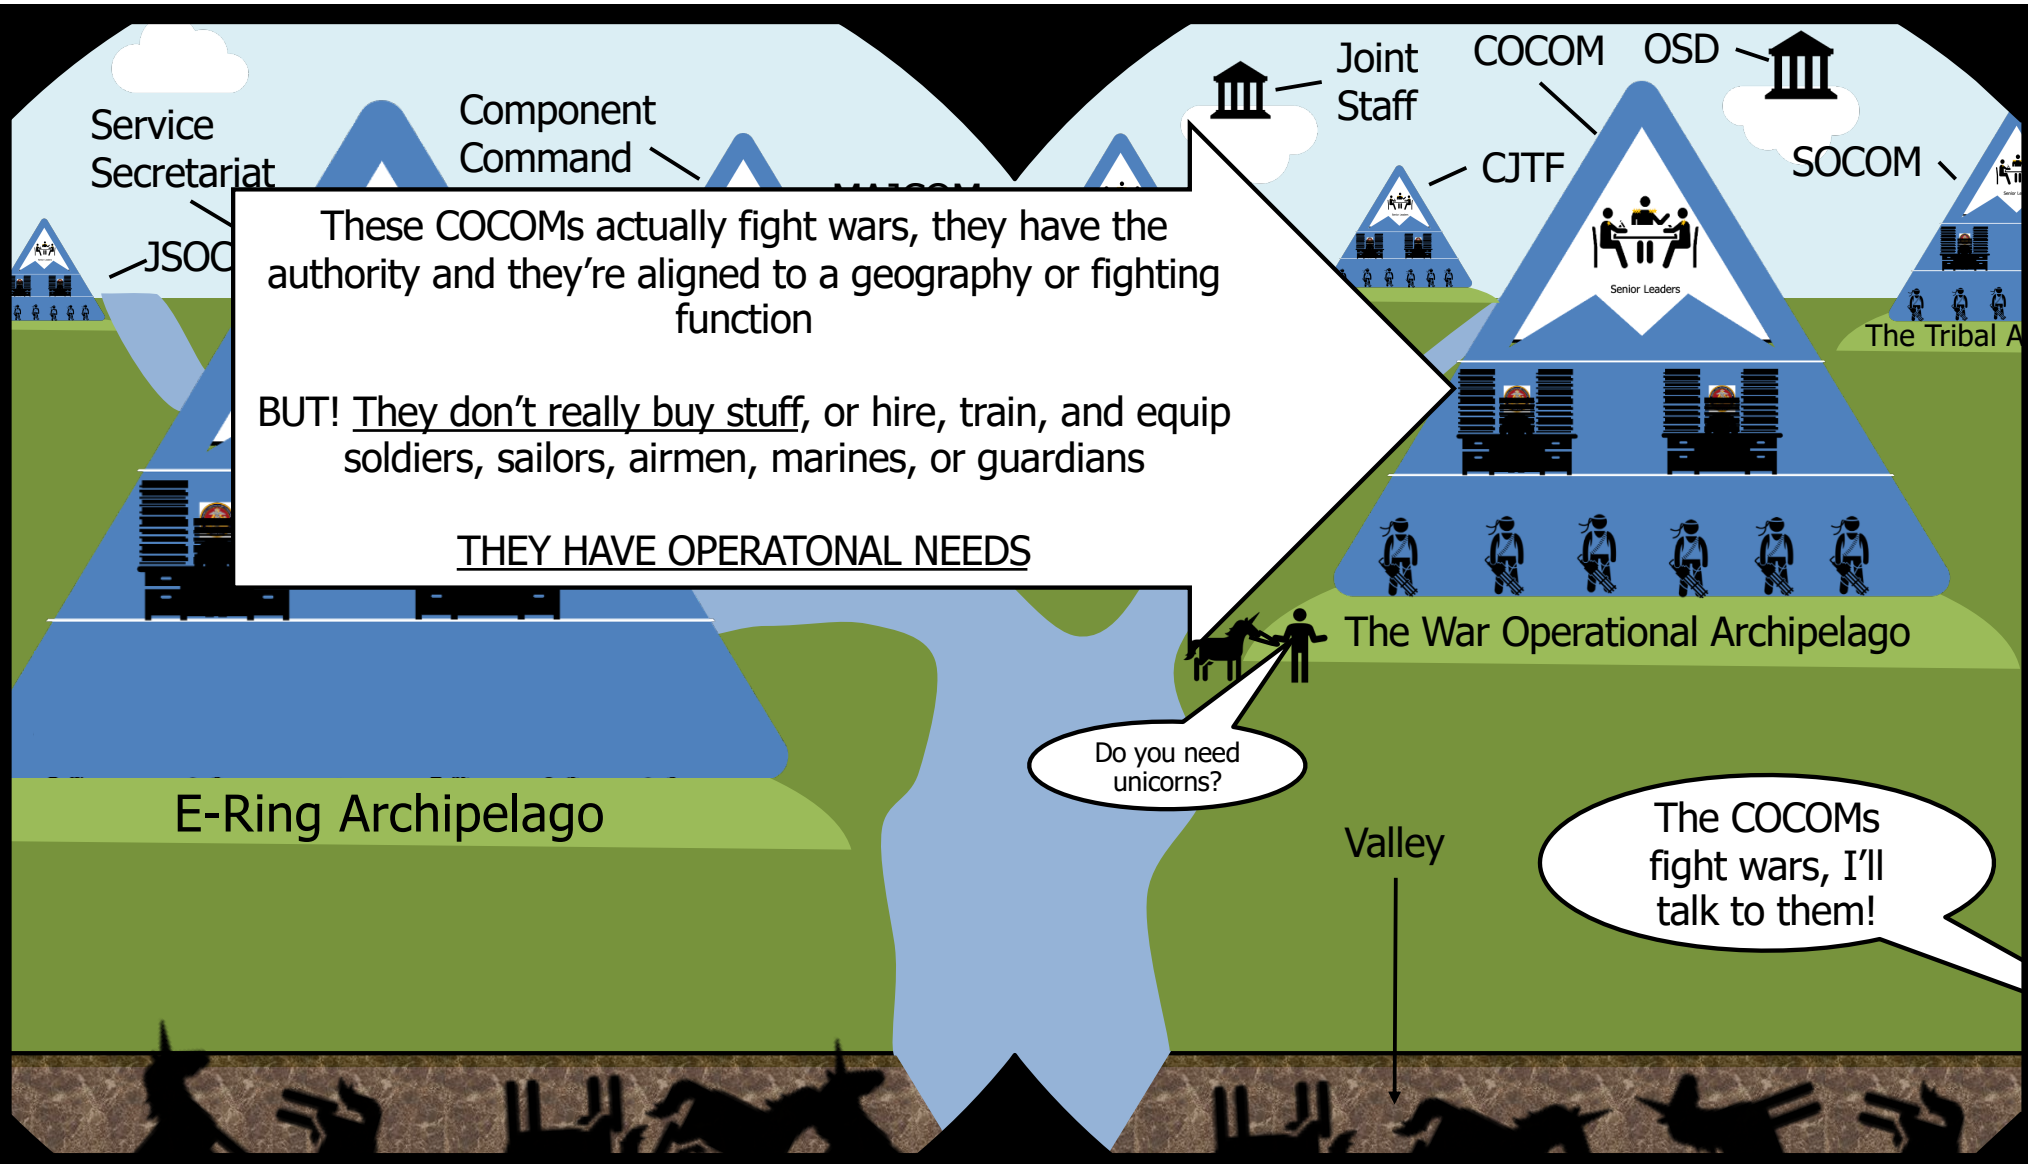 Service
Secretariat
Component
Command
Joint
Staff
COCOM
OSD
CJTF
SOCOM
JSOC
MAJCOM
These COCOMs actually fight wars, they have the
authority and they’re aligned to a geography or fighting
function
BUT! They don’t really buy stuff, or hire, train, and equip
soldiers, sailors, airmen, marines, or guardians
THEY HAVE OPERATONAL NEEDS
Senior Leaders
The Tribal A
The War Operational Archipelago
Do you need
unicorns?
E-Ring Archipelago
Valley
The COCOMs
fight wars, I’ll
talk to them!